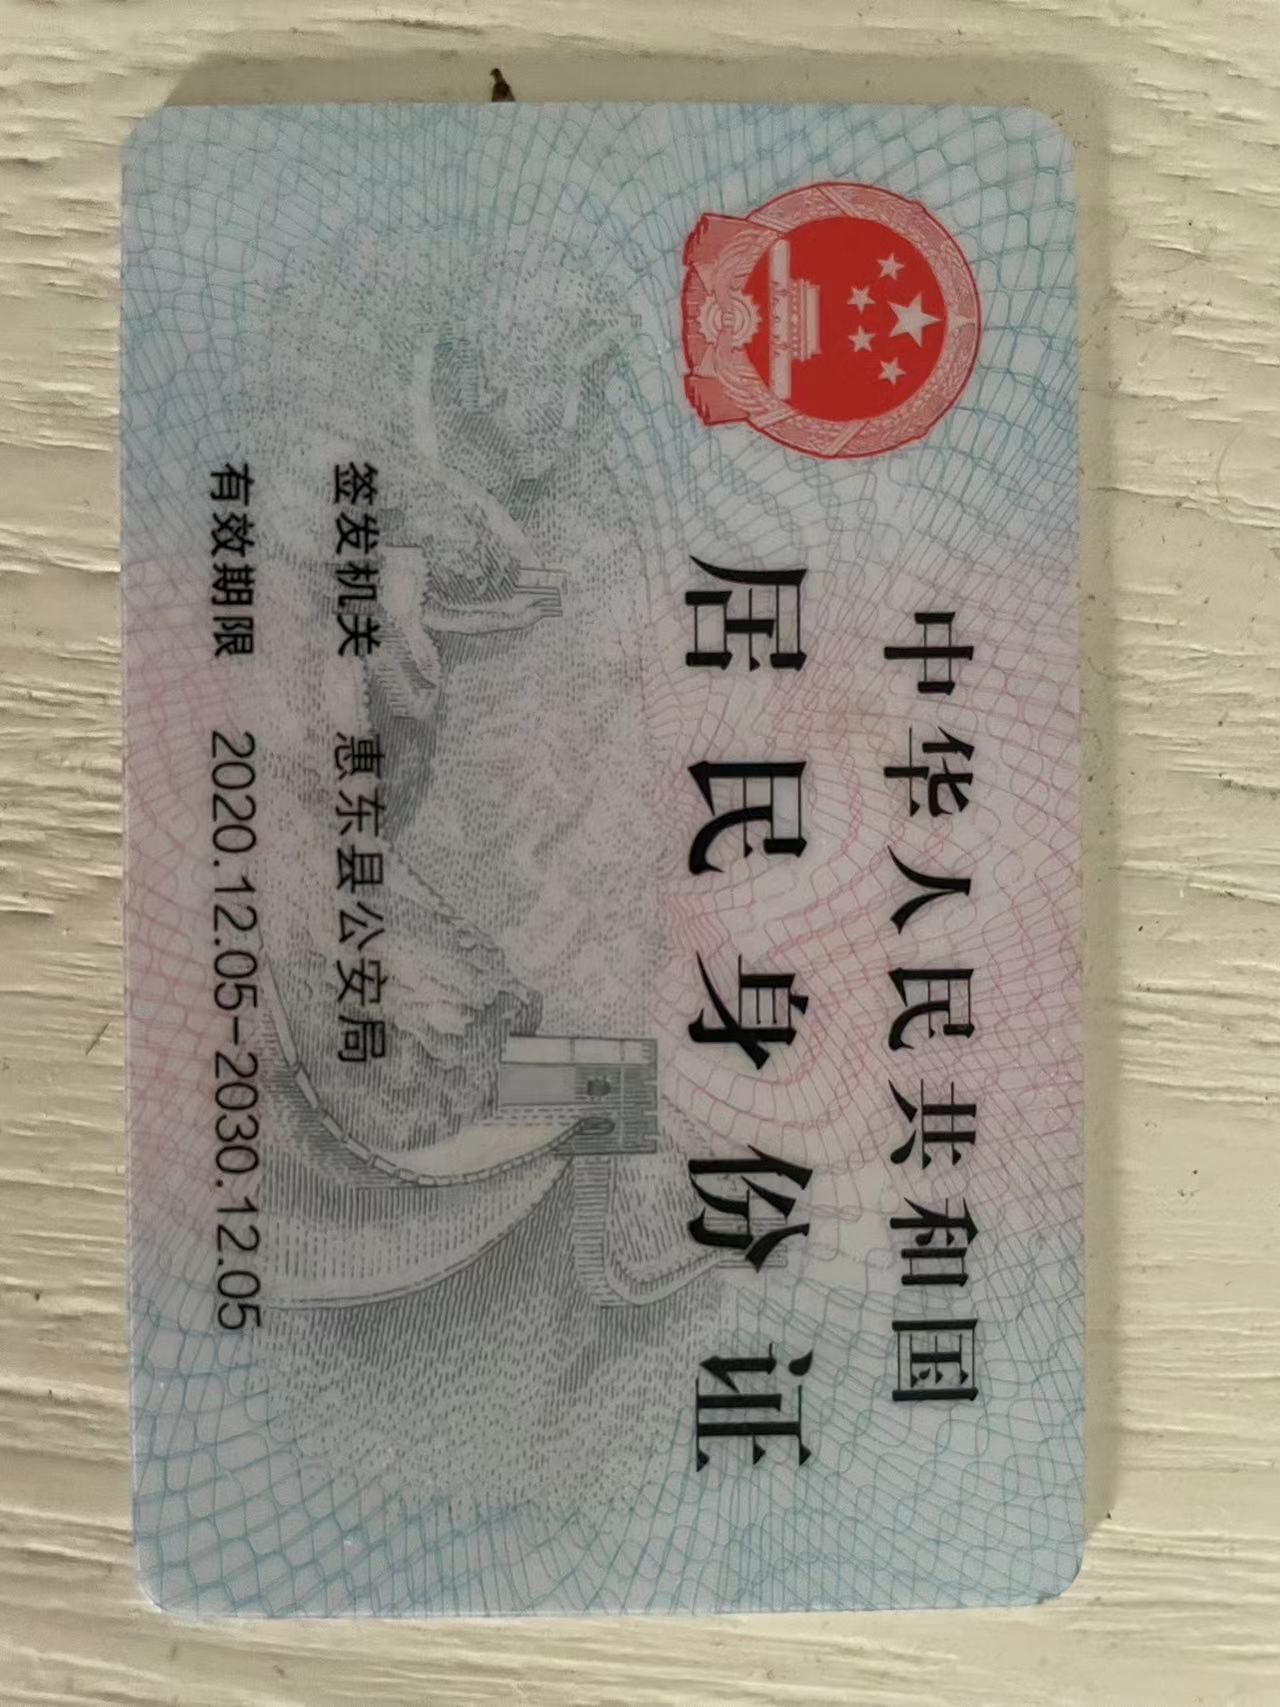 中华人民共和国
居民身份证
签发机关 惠东县公安局
有效期限 2020.12.05-2030.12.05